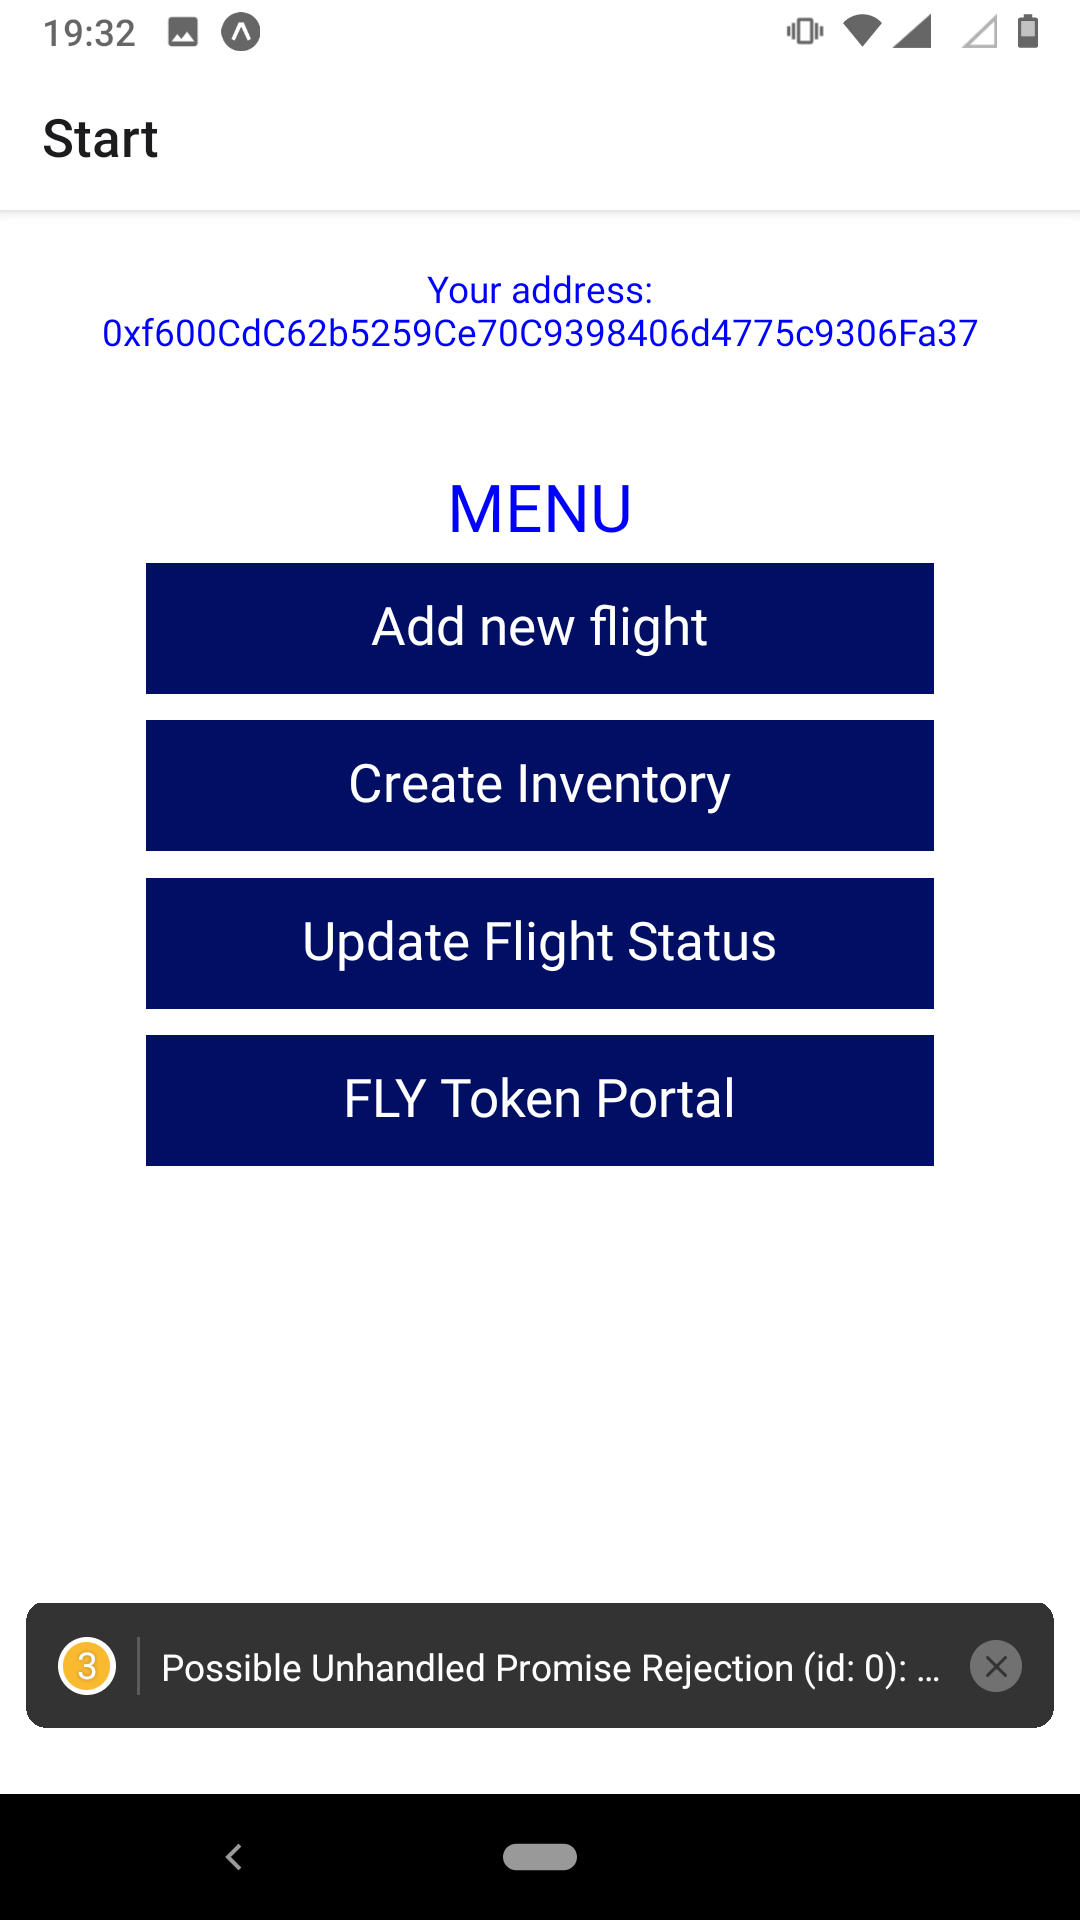 19:32
Start
Your address:
0xf600CdC62b5259Ce70C9398406d4775c9306Fa37
MENU
Add new flight
Create Inventory
Update Flight Status
FLY Token Portal
3 Possible Unhandled Promise Rejection (id: 0): ...